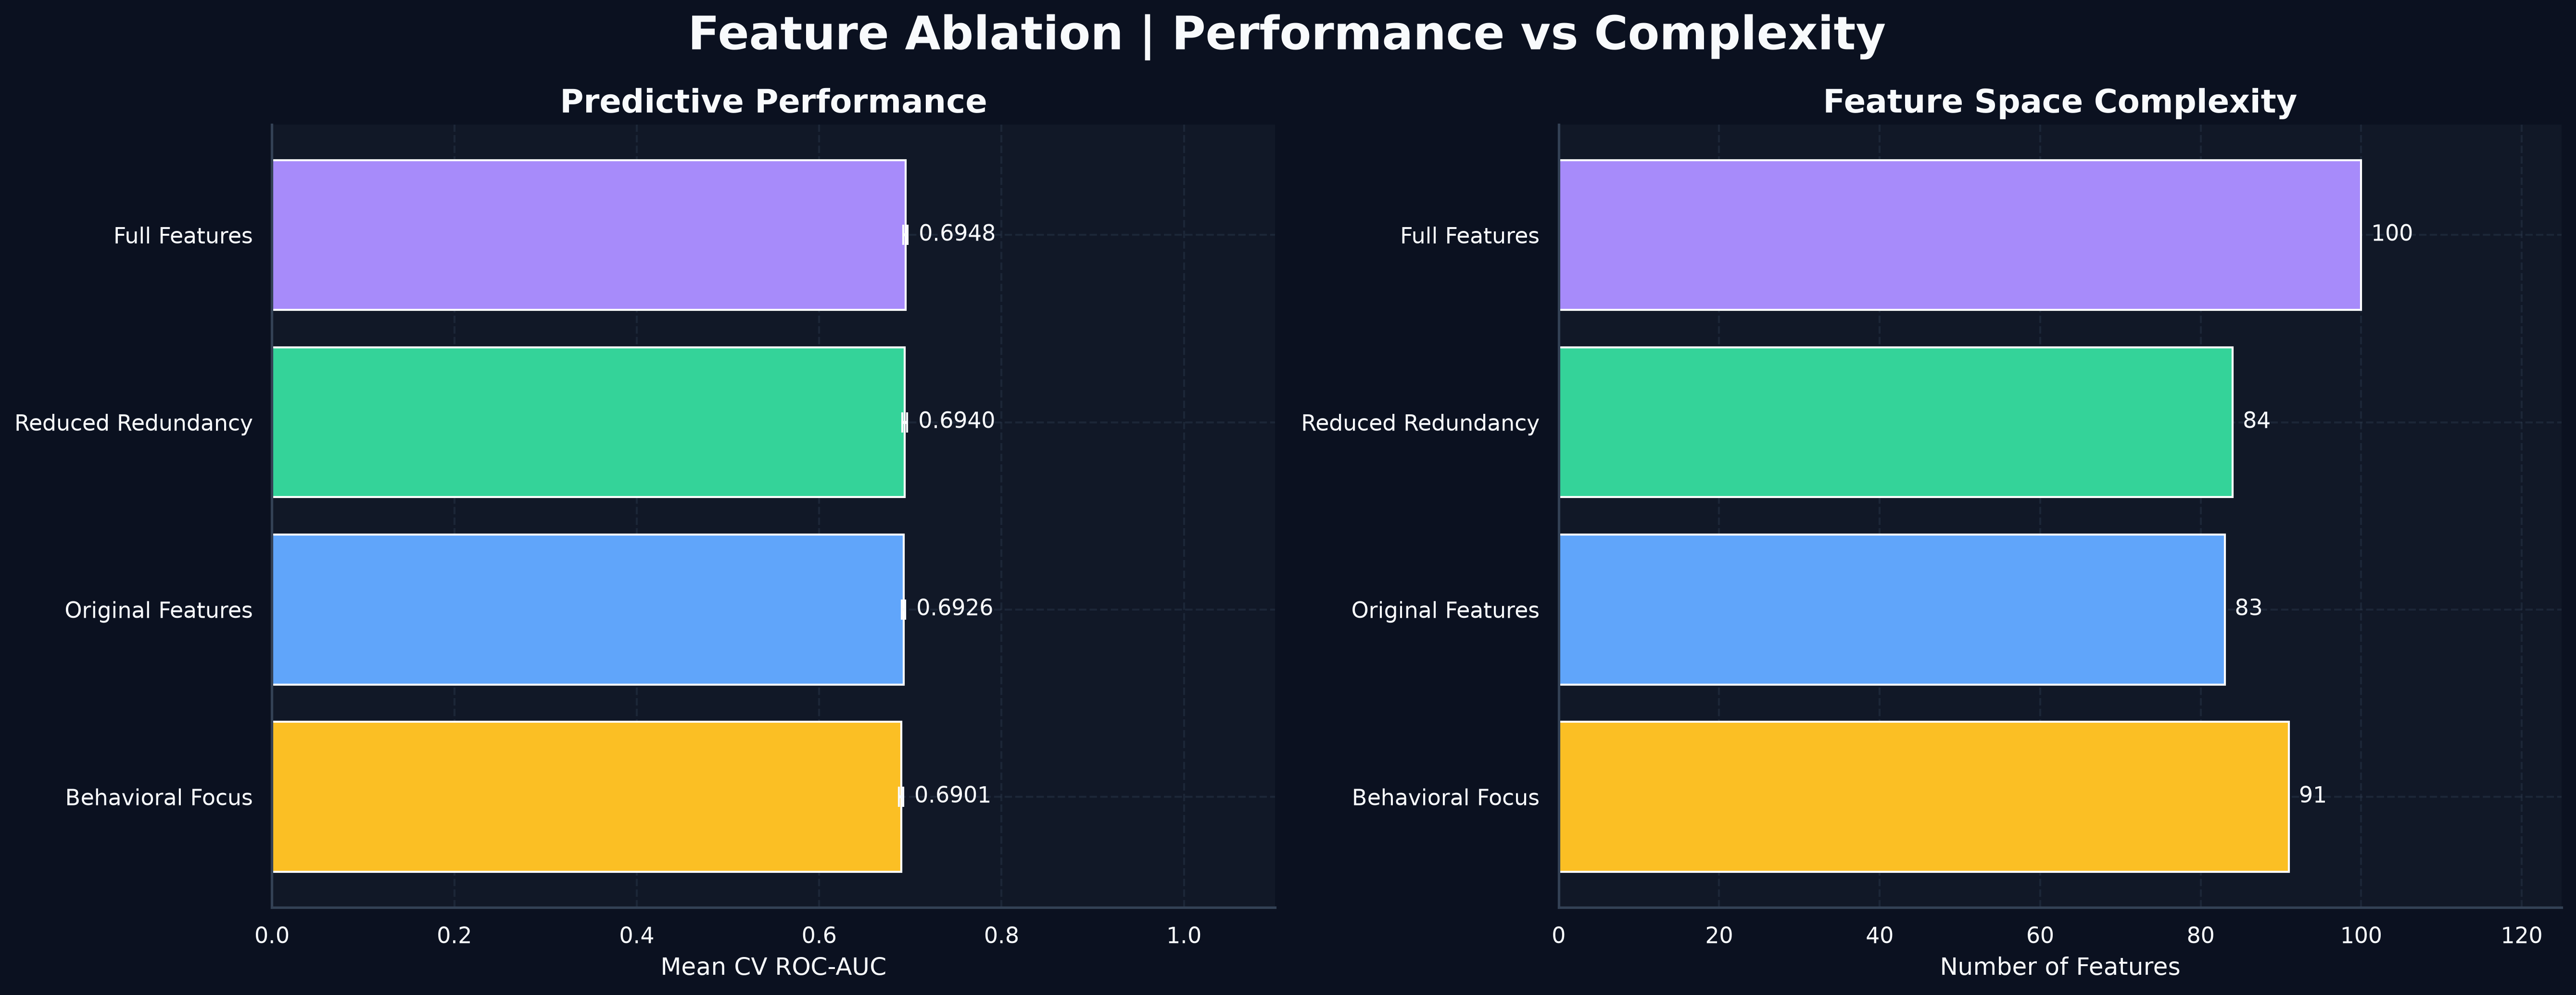 Feature Ablation | Performance vs Complexity
Predictive Performance
Full Features
0.6948
Reduced Redundancy
0.6940
Original Features
0.6926
Behavioral Focus
0.6901
0.0 0.2 0.4 0.6 0.8 1.0
Mean CV ROC-AUC
Feature Space Complexity
Full Features
100
Reduced Redundancy
84
Original Features
83
Behavioral Focus
91
0 20 40 60 80 100 120
Number of Features